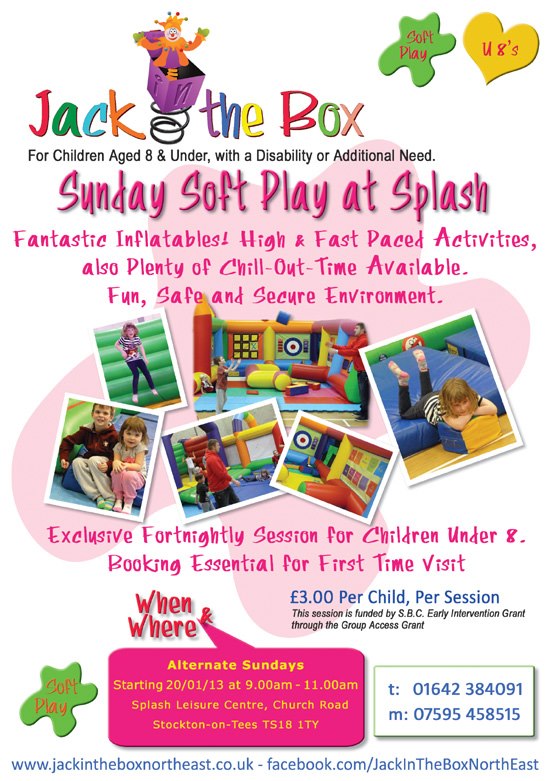 Soft
Play
U 8's
Jack in the Box
For Children Aged 8 & Under, with a Disability or Additional Need.
Sunday Soft Play at Splash
Fantastic Inflatables! High & Fast Paced Activities,
also Plenty of Chill-Out-Time Available.
Fun, Safe and Secure Environment.
Exclusive Fortnightly Session for Children Under 8.
Booking Essential for First Time Visit
£3.00 Per Child, Per Session
This session is funded by S.B.C. Early Intervention Grant
through the Group Access Grant
When
& Where
Alternate Sundays
Starting 20/01/13 at 9.00am - 11.00am
Splash Leisure Centre, Church Road
Stockton-on-Tees TS18 1TY
Soft
Play
t: 01642 384091
m: 07595 458515
www.jackintheboxnortheast.co.uk - facebook.com/JackInTheBoxNorthEast